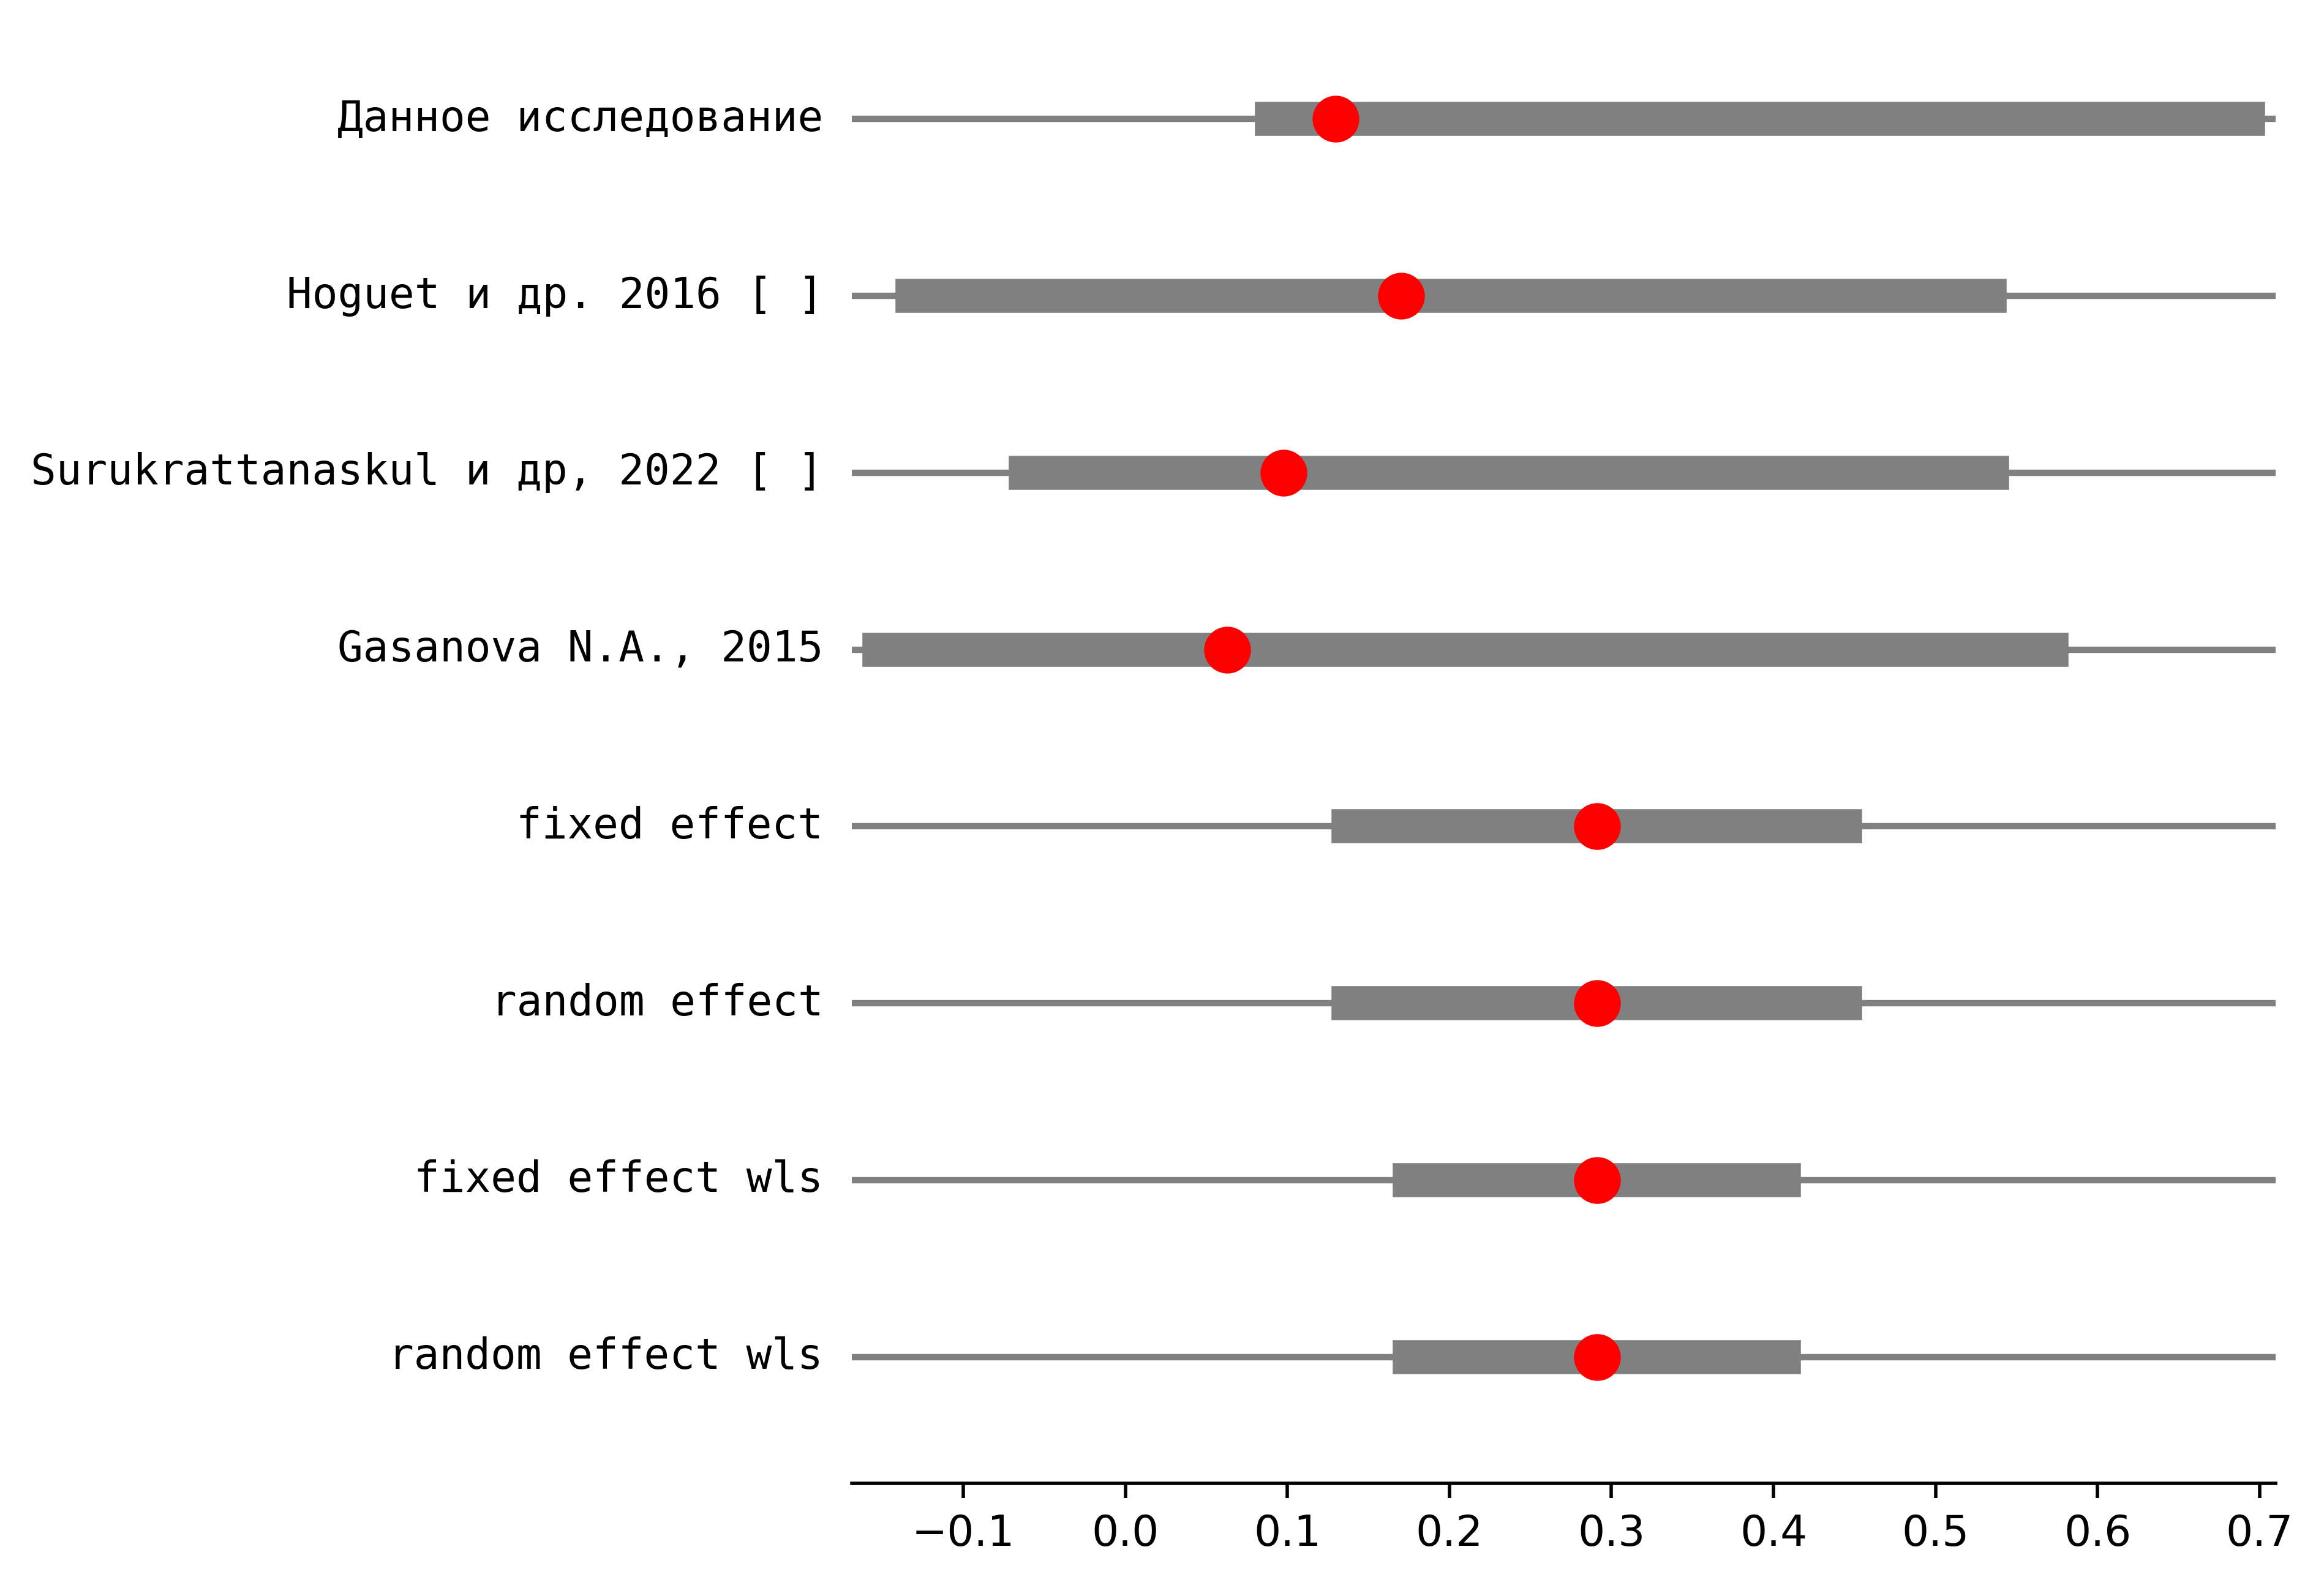 Данное исследование
Hoguet и др. 2016 [ ]
Surukrattanaskul и др, 2022 [ ]
Gasanova N.A., 2015
fixed effect
random effect
fixed effect wls
random effect wls
−0.1 0.0 0.1 0.2 0.3 0.4 0.5 0.6 0.7